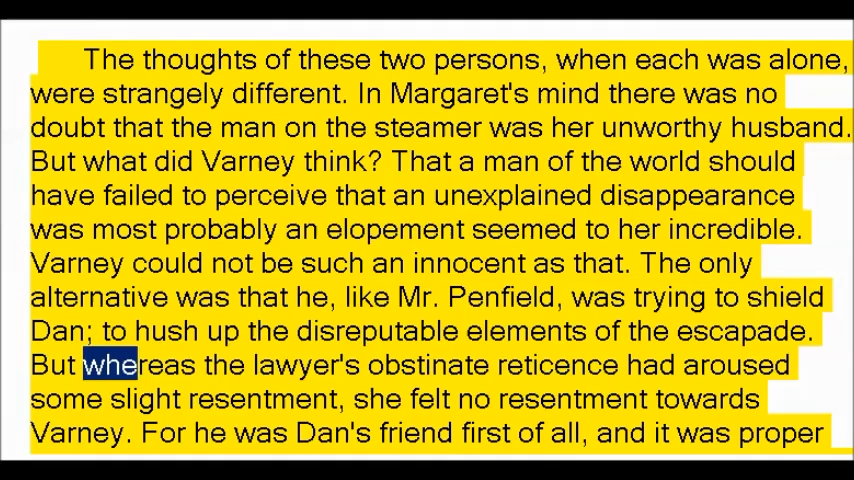 The thoughts of these two persons, when each was alone,
were strangely different. In Margaret's mind there was no
doubt that the man on the steamer was her unworthy husband.
But what did Varney think? That a man of the world should
have failed to perceive that an unexplained disappearance
was most probably an elopement seemed to her incredible.
Varney could not be such an innocent as that. The only
alternative was that he, like Mr. Penfield, was trying to shield
Dan; to hush up the disreputable elements of the escapade.
But whereas the lawyer's obstinate reticence had aroused
some slight resentment, she felt no resentment towards
Varney. For he was Dan's friend first of all, and it was proper